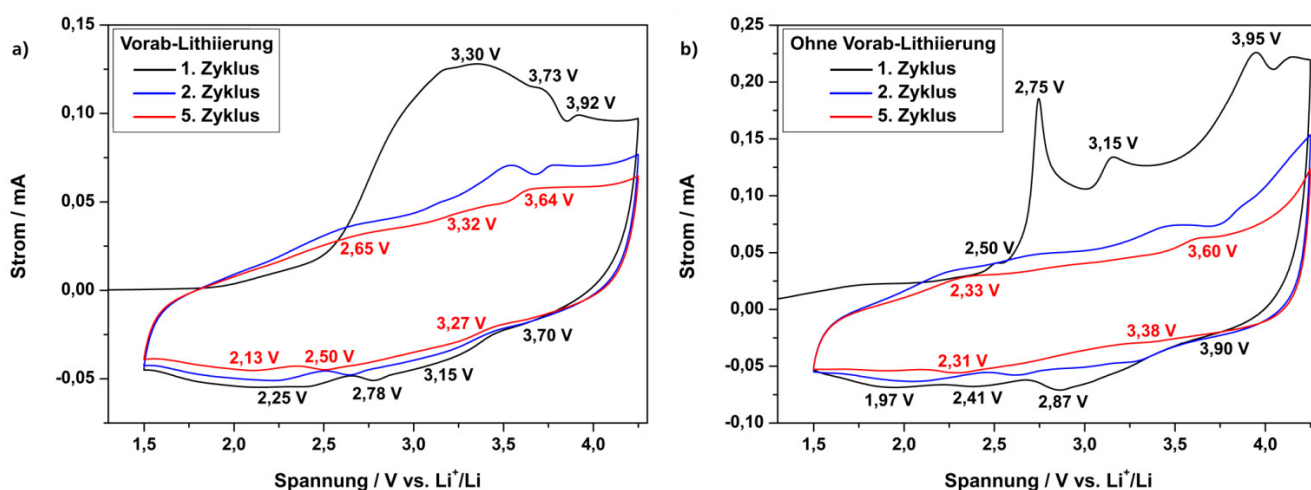 a)
Vorab-Lithiierung
1. Zyklus
2. Zyklus
5. Zyklus
3,30 V
3,73 V
3,92 V
2,65 V
3,32 V
3,64 V
2,13 V
2,50 V
3,27 V
3,70 V
2,25 V
2,78 V
3,15 V
0,15
0,10
0,05
0,00
-0,05
Strom / mA
1,5
2,0
2,5
3,0
3,5
4,0
Spannung / V vs. Li⁺/Li
b)
Ohne Vorab-Lithiierung
1. Zyklus
2. Zyklus
5. Zyklus
3,95 V
2,75 V
3,15 V
2,50 V
2,33 V
3,60 V
2,31 V
3,38 V
3,90 V
1,97 V
2,41 V
2,87 V
0,25
0,20
0,15
0,10
0,05
0,00
-0,05
-0,10
Strom / mA
1,5
2,0
2,5
3,0
3,5
4,0
Spannung / V vs. Li⁺/Li